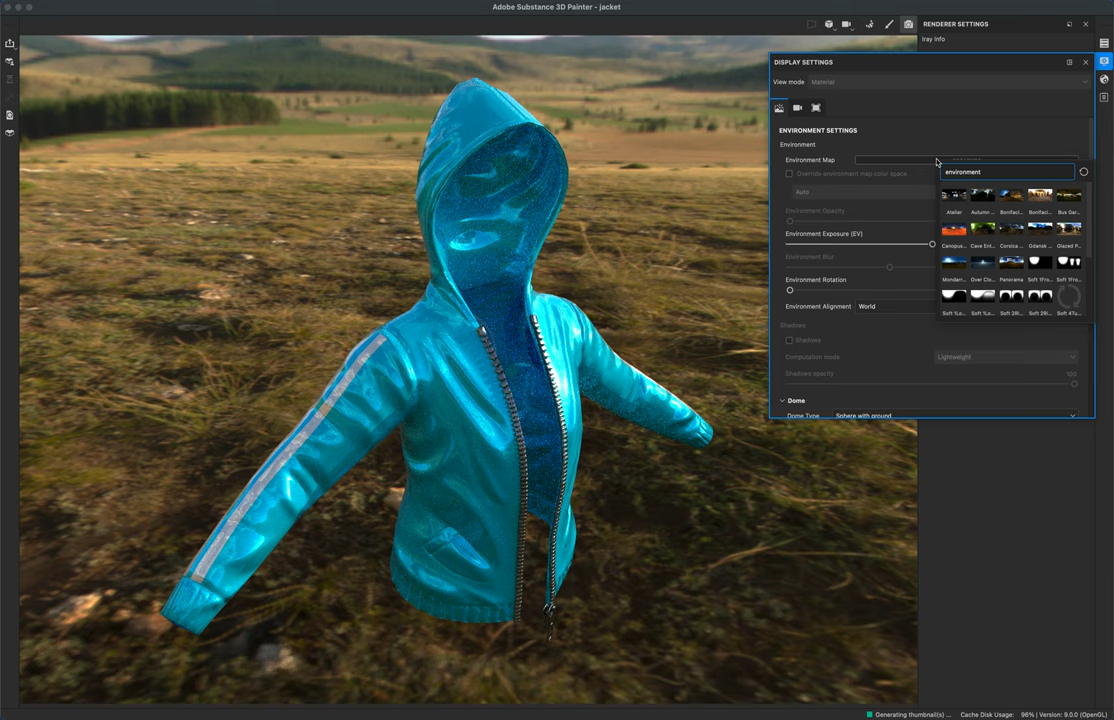 Adobe Substance 3D Painter - jacket
RENDERER SETTINGS
Iray Info
DISPLAY SETTINGS
View mode
Material
ENVIRONMENT SETTINGS
Environment
Environment Map
environment
Override environment map color space
Auto
Atelier
Autumn ...
Bonifaci...
Bonifaci...
Bus Gar...
Environment Opacity
Environment Exposure (EV)
Canopus...
Cave Ent...
Corsica ...
Gdansk ...
Glazed P...
Environment Blur
Environment Rotation
Mondarr...
Over Clo...
Panorama
Soft 1Fro...
Soft 1Fro...
Environment Alignment
World
Soft 1Lo...
Soft 1Lo...
Soft 2Ri...
Soft 2Ri...
Soft 4Tu...
Shadows
Shadows
Computation mode
Lightweight
Shadows opacity
100
Dome
Dome Type
Sphere with ground
Generating thumbnail(s) ...
Cache Disk Usage:
96% | Version: 9.0.0 (OpenGL)